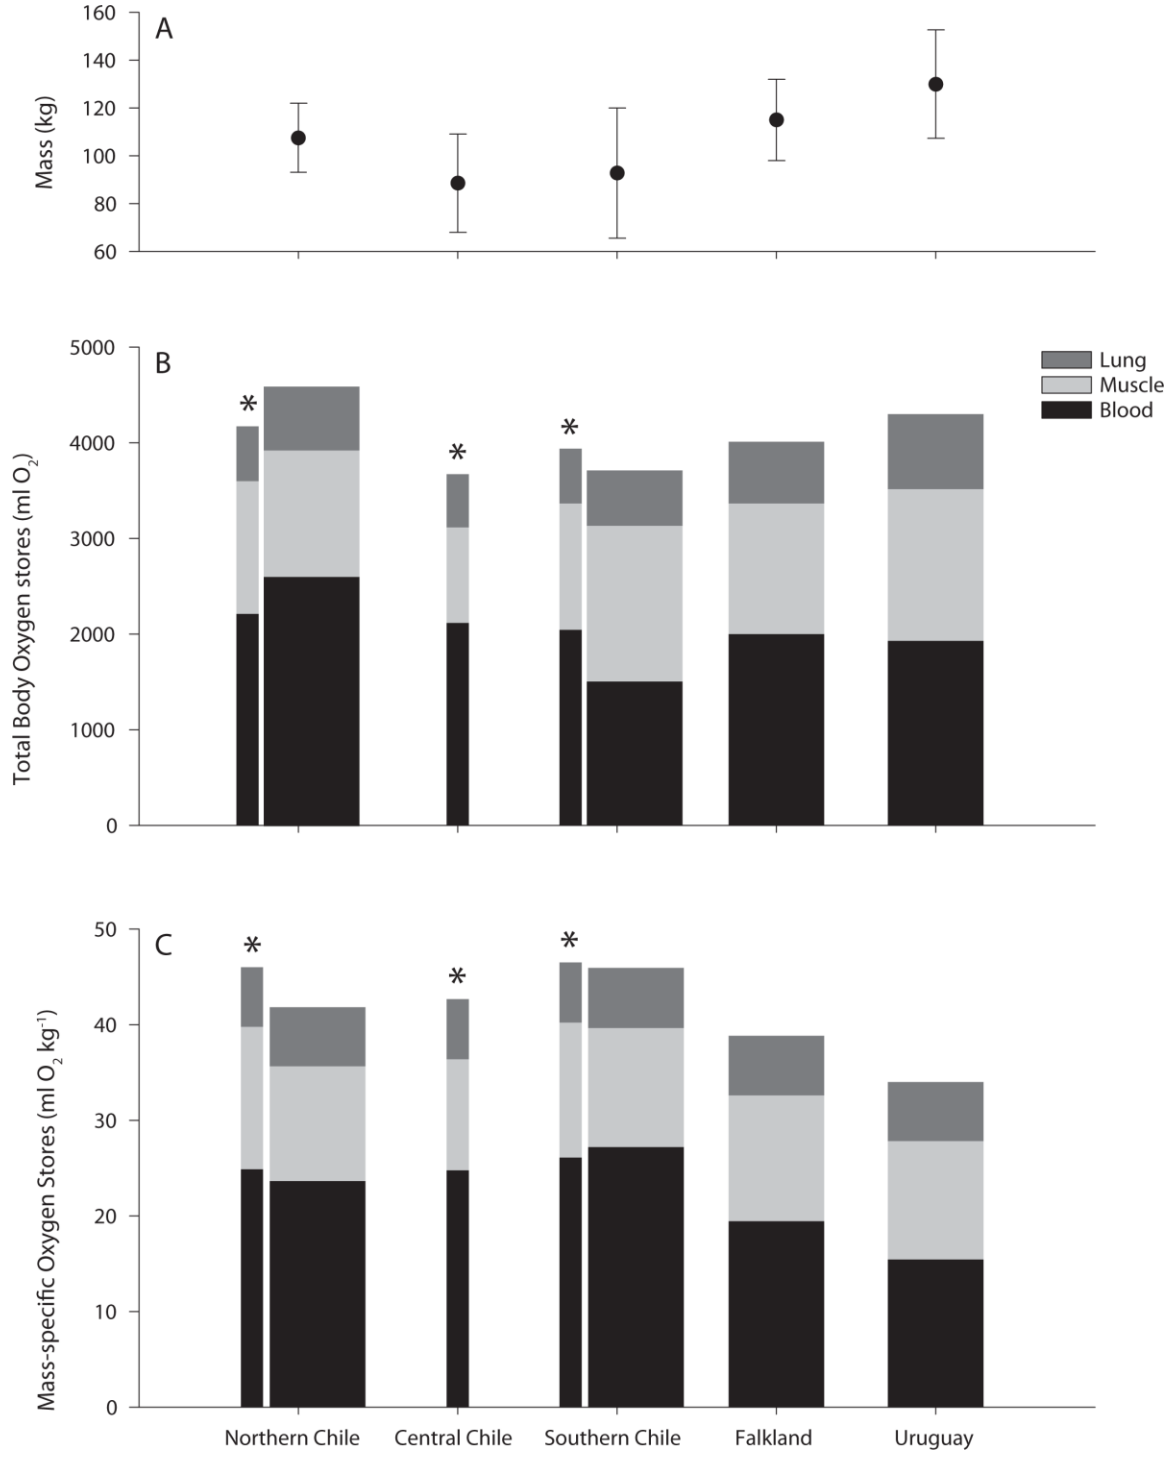 A
160
140
120
100
80
60
Mass (kg)
B
5000
4000
3000
2000
1000
0
Total Body Oxygen stores (ml O2)
*
*
*
Lung
Muscle
Blood
C
50
40
30
20
10
0
Mass-specific Oxygen Stores (ml O2 kg-1)
*
*
*
Northern Chile Central Chile Southern Chile Falkland Uruguay